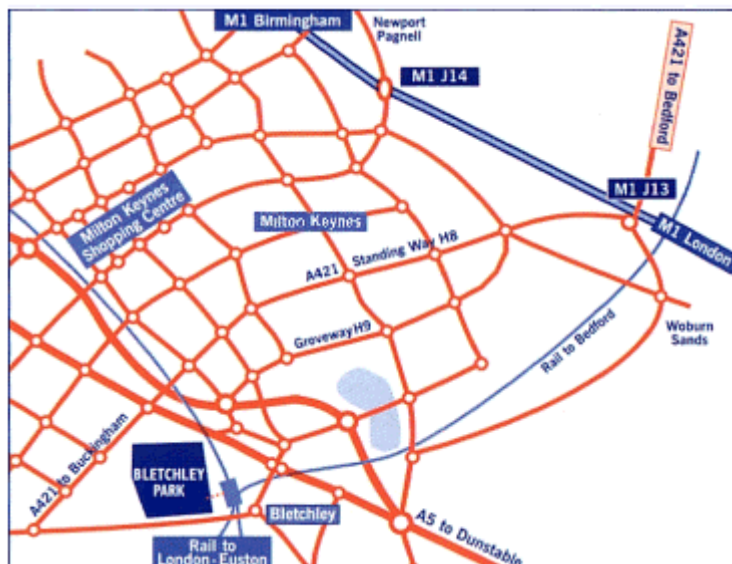 M1 Birmingham
Newport
Pagnell
M1 J14
A421 to Bedford
M1 J13
M1 London
Milton Keynes
Shopping Centre
Milton Keynes
A421
Standing Way H8
Groveway H9
Rail to Bedford
Woburn
Sands
A421 to Buckingham
BLETCHLEY
PARK
Bletchley
A5 to Dunstable
Rail to
London-Euston